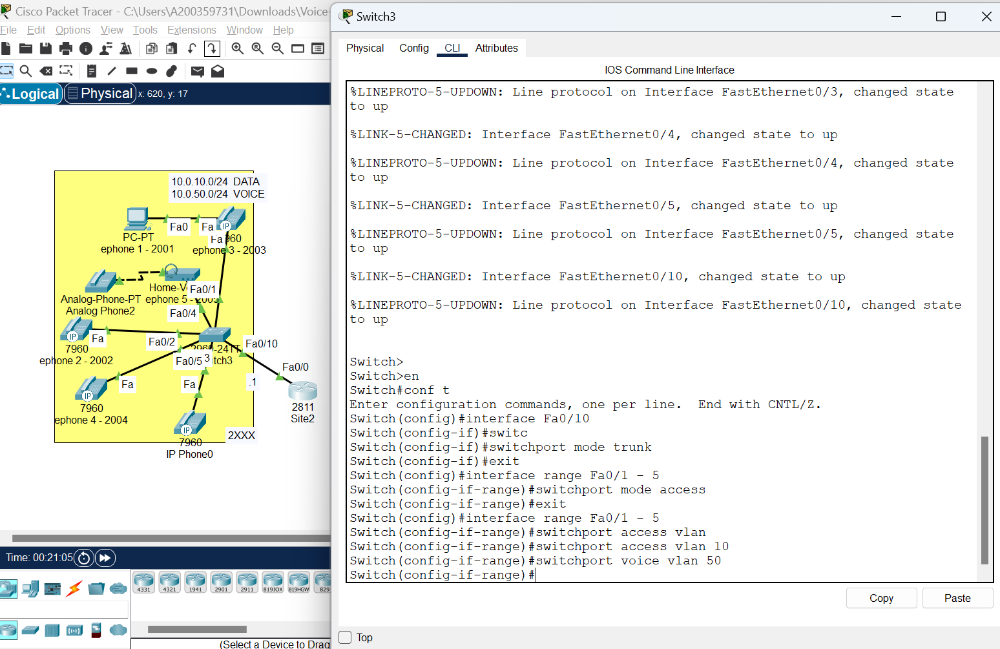 Cisco Packet Tracer - C:\Users\A200359731\Downloads\Voice-
File Edit Options View Tools Extensions Window Help
Logical Physical x: 620, y: 17
10.0.10.0/24 DATA
10.0.50.0/24 VOICE
Fa0
Fa
IP
PC-PT
Fa 960
ephone 1 - 2001
ephone 3 - 2003
Home-V
Fa0/1
Analog-Phone-PT
ephone 5 - 2005
Analog Phone2
Fa0/4
IP
Fa
Fa0/2
2960-24TT
Fa0/10
7960
ephone 2 - 2002
Fa0/5
3
itch3
Fa0/0
Fa
Fa
.1
IP
7960
ephone 4 - 2004
2811
Site2
IP
7960
2XXX
IP Phone0
Time: 00:21:05
4331
4321
1941
2901
2911
819IOX
819HGW
829
(Select a Device to Drag
Switch3
Physical Config CLI Attributes
IOS Command Line Interface
%LINEPROTO-5-UPDOWN: Line protocol on Interface FastEthernet0/3, changed state
to up
%LINK-5-CHANGED: Interface FastEthernet0/4, changed state to up
%LINEPROTO-5-UPDOWN: Line protocol on Interface FastEthernet0/4, changed state
to up
%LINK-5-CHANGED: Interface FastEthernet0/5, changed state to up
%LINEPROTO-5-UPDOWN: Line protocol on Interface FastEthernet0/5, changed state
to up
%LINK-5-CHANGED: Interface FastEthernet0/10, changed state to up
%LINEPROTO-5-UPDOWN: Line protocol on Interface FastEthernet0/10, changed state
to up
Switch>
Switch>en
Switch#conf t
Enter configuration commands, one per line.  End with CNTL/Z.
Switch(config)#interface Fa0/10
Switch(config-if)#switc
Switch(config-if)#switchport mode trunk
Switch(config-if)#exit
Switch(config)#interface range Fa0/1 - 5
Switch(config-if-range)#switchport mode access
Switch(config-if-range)#exit
Switch(config)#interface range Fa0/1 - 5
Switch(config-if-range)#switchport access vlan
Switch(config-if-range)#switchport access vlan 10
Switch(config-if-range)#switchport voice vlan 50
Switch(config-if-range)#
Copy Paste
Top